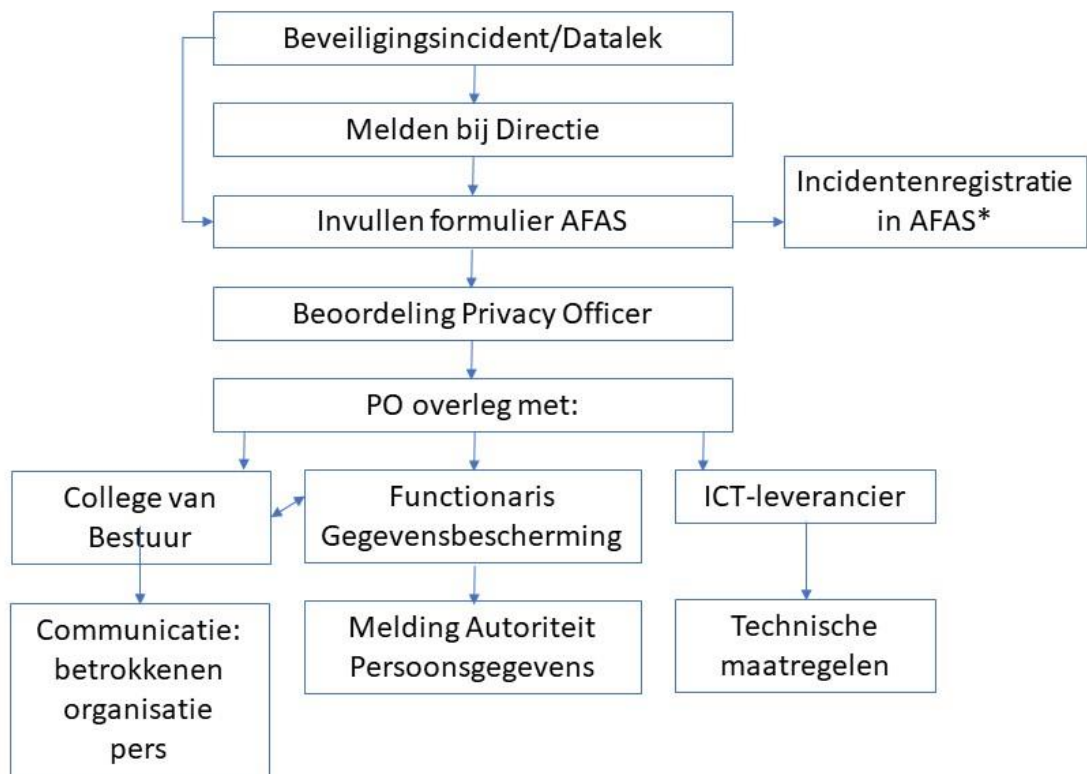 Beveiligingsincident/Datalek
Melden bij Directie
Invullen formulier AFAS
Incidentenregistratie
in AFAS*
Beoordeling Privacy Officer
PO overleg met:
College van
Bestuur
Functionaris
Gegevensbescherming
ICT-leverancier
Communicatie:
betrokkenen
organisatie
pers
Melding Autoriteit
Persoonsgegevens
Technische
maatregelen